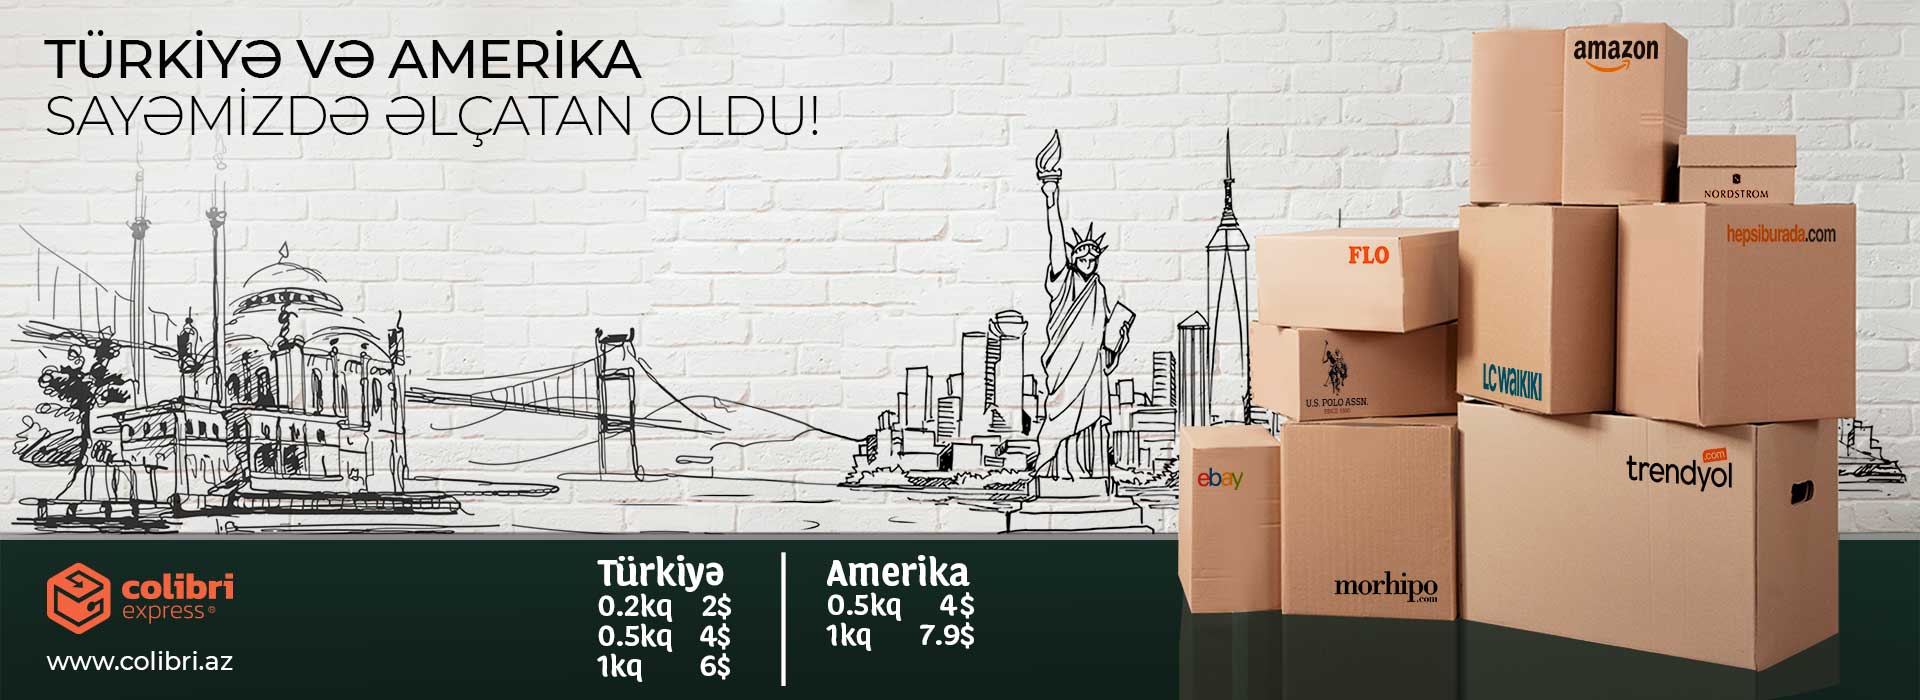 TÜRKİYƏ VƏ AMERİKA
SAYƏMİZDƏ ƏLÇATAN OLDU!
amazon
NORDSTROM
hepsiburada.com
FLO
U.S. POLO ASSN.
SINCE 1890
LC WAIKIKI
ebay
trendyol
.com
morhipo
.com
colibri
express®
www.colibri.az
Türkiyə
0.2kq 2$
0.5kq 4$
1kq 6$
Amerika
0.5kq 4$
1kq 7.9$